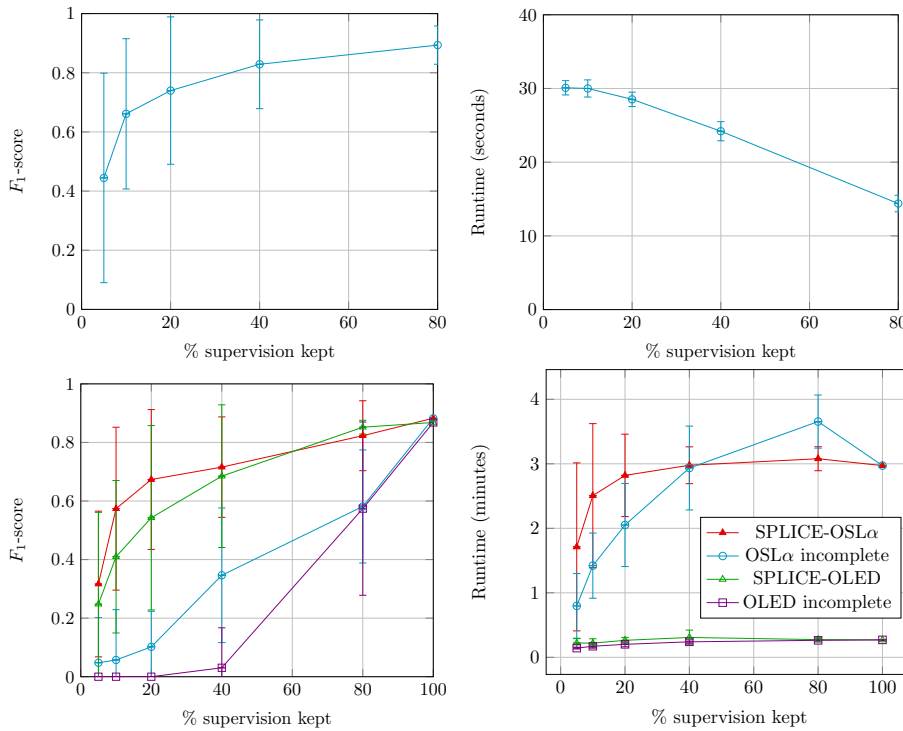 1
0.8
0.6
0.4
0.2
0
0 20 40 60 80
F₁-score
% supervision kept
40
30
20
10
0
0 20 40 60 80
Runtime (seconds)
% supervision kept
1
0.8
0.6
0.4
0.2
0
0 20 40 60 80 100
F₁-score
% supervision kept
4
3
2
1
0
0 20 40 60 80 100
Runtime (minutes)
% supervision kept
SPLICE-OSLα
OSLα incomplete
SPLICE-OLED
OLED incomplete